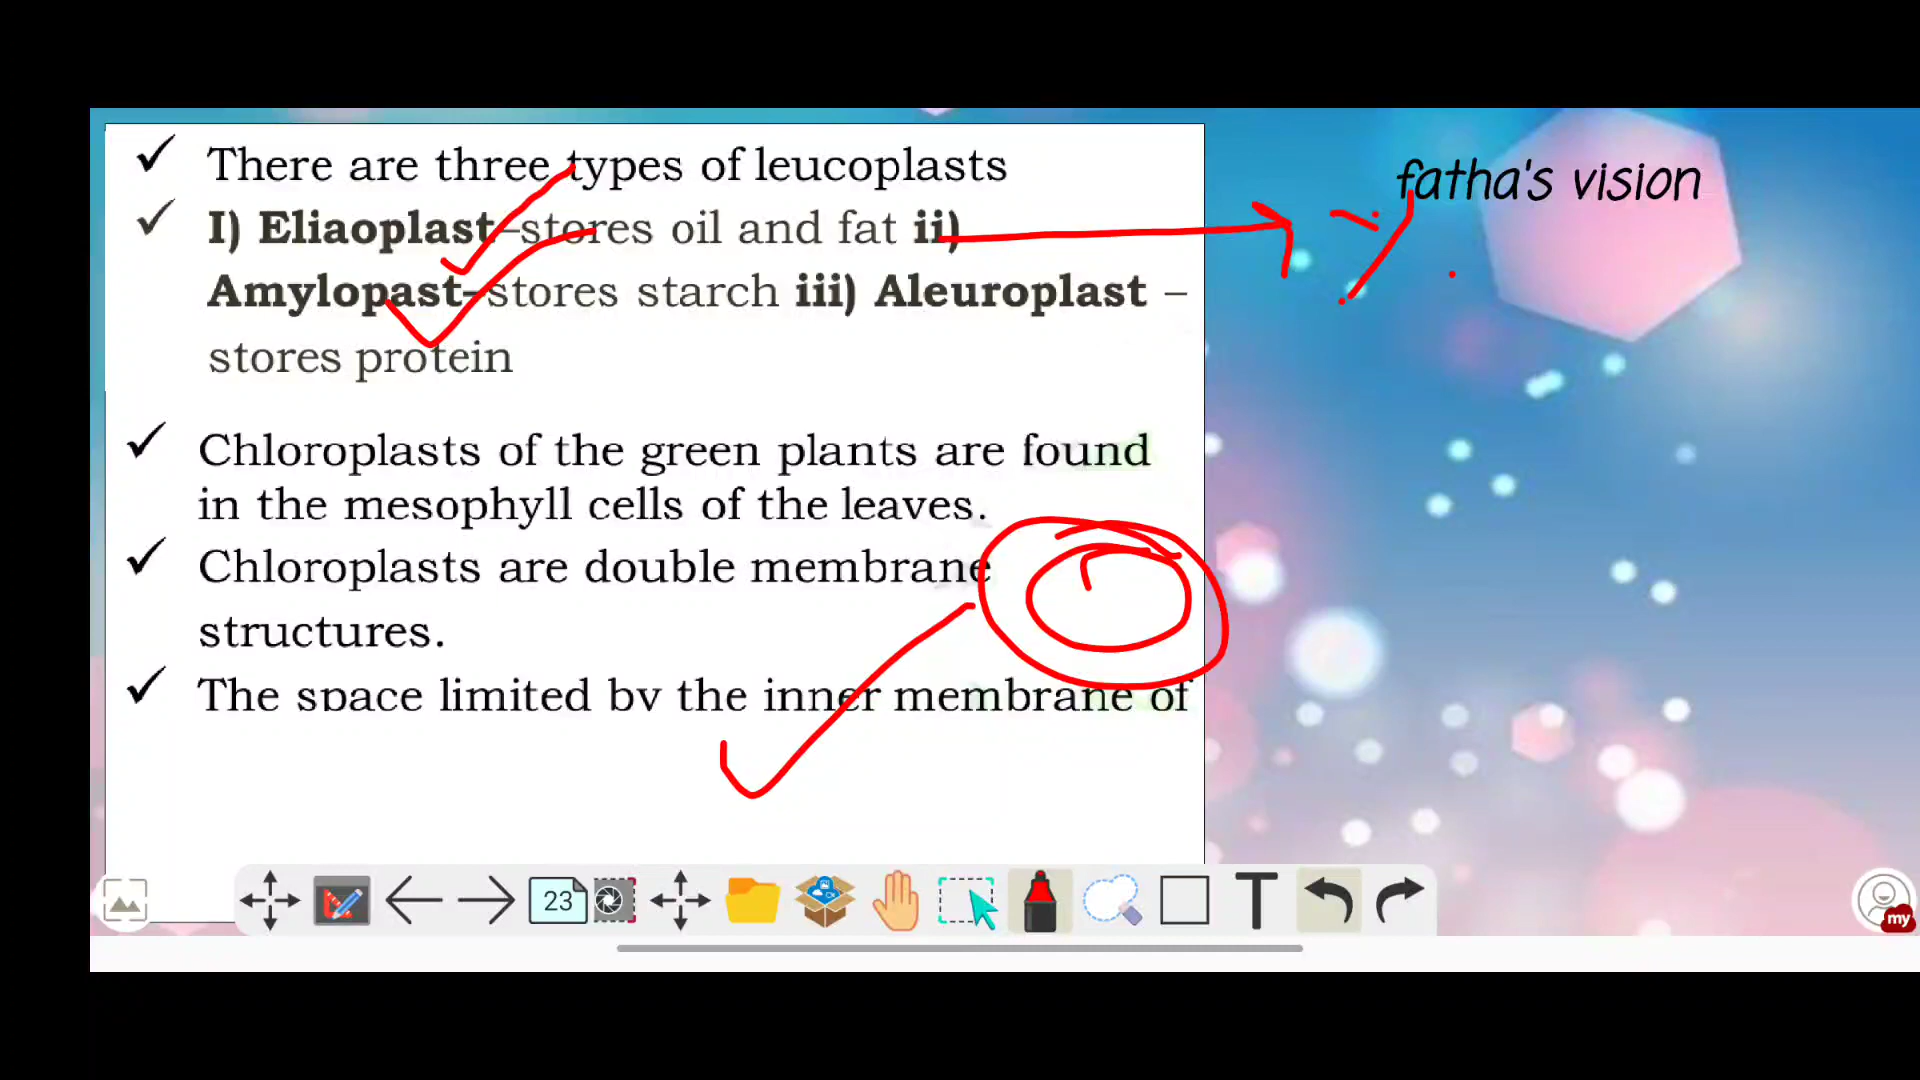 There are three types of leucoplasts
I) Eliaoplast–stores oil and fat ii)
Amylopast–stores starch iii) Aleuroplast –
stores protein
Chloroplasts of the green plants are found
in the mesophyll cells of the leaves.
Chloroplasts are double membrane
structures.
The space limited by the inner membrane of
fatha's vision
23
T
my